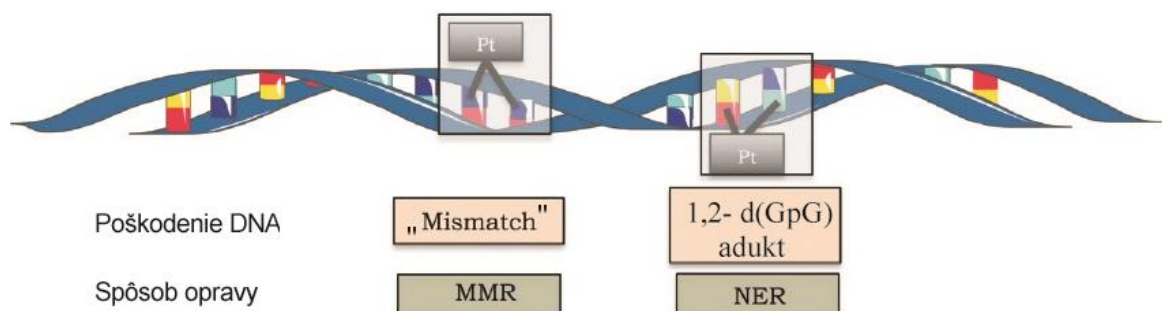 Pt
Pt
Poškodenie DNA
„Mismatch"
1,2- d(GpG)
adukt
Spôsob opravy
MMR
NER